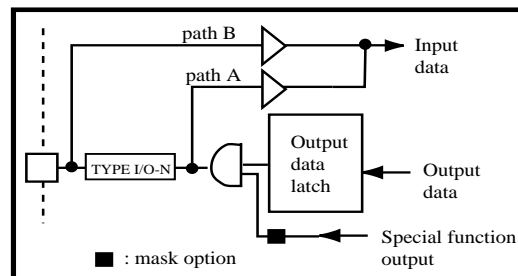 path B
Input
data
path A
TYPE I/O-N
Output
data
latch
Output
data
Special function
output
: mask option